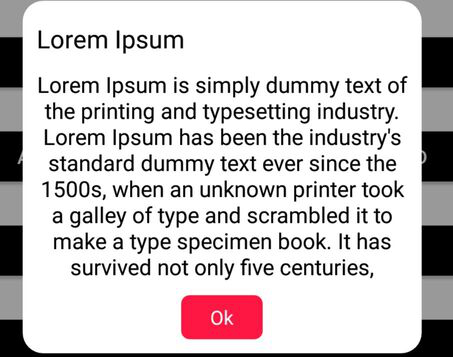 Lorem Ipsum
Lorem Ipsum is simply dummy text of
the printing and typesetting industry.
Lorem Ipsum has been the industry's
standard dummy text ever since the
1500s, when an unknown printer took
a galley of type and scrambled it to
make a type specimen book. It has
survived not only five centuries,
Ok